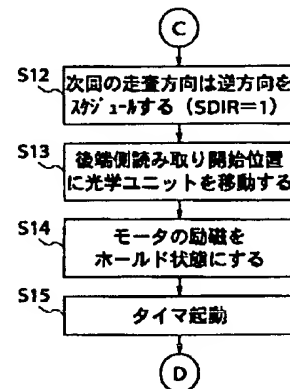 C
S12
次回の走査方向は逆方向を
スケジュールする（SDIR＝1）
S13
後端側読み取り開始位置
に光学ユニットを移動する
S14
モータの励磁を
ホールド状態にする
S15
タイマ起動
D